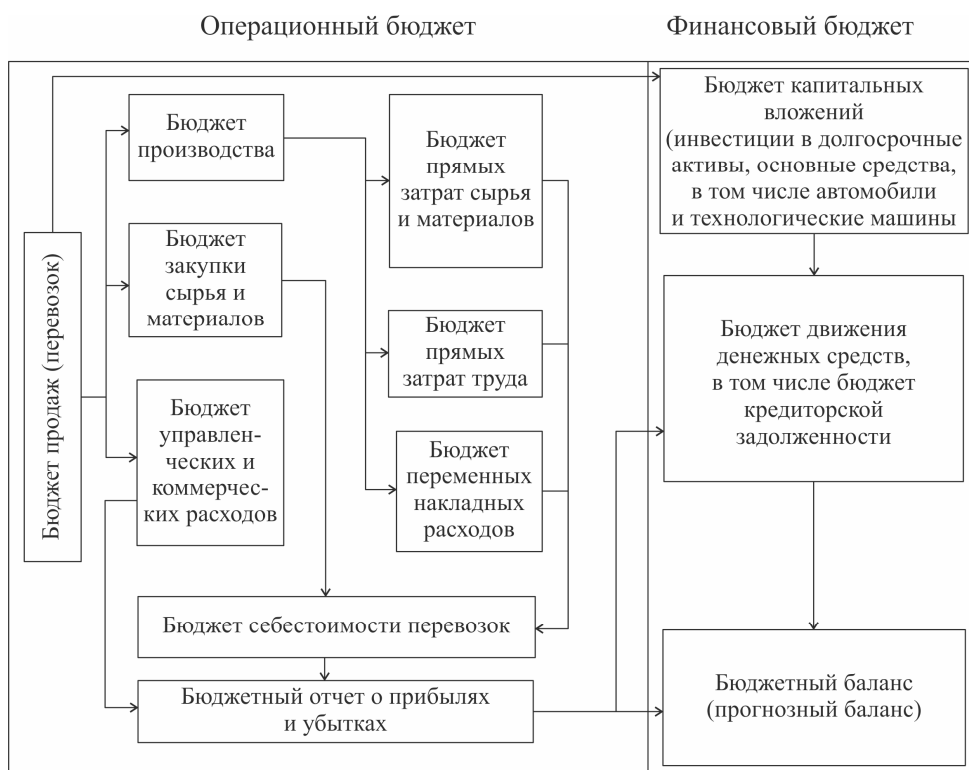 Операционный бюджет
Финансовый бюджет
Бюджет продаж (перевозок)
Бюджет
производства
Бюджет
закупки
сырья и
материалов
Бюджет
управлен-
ческих и
коммерчес-
ких расходов
Бюджет
прямых
затрат сырья
и материалов
Бюджет
прямых
затрат труда
Бюджет
переменных
накладных
расходов
Бюджет себестоимости перевозок
Бюджетный отчет о прибылях
и убытках
Бюджет капитальных
вложений
(инвестиции в долгосрочные
активы, основные средства,
в том числе автомобили
и технологические машины
Бюджет движения
денежных средств,
в том числе бюджет
кредиторской
задолженности
Бюджетный баланс
(прогнозный баланс)